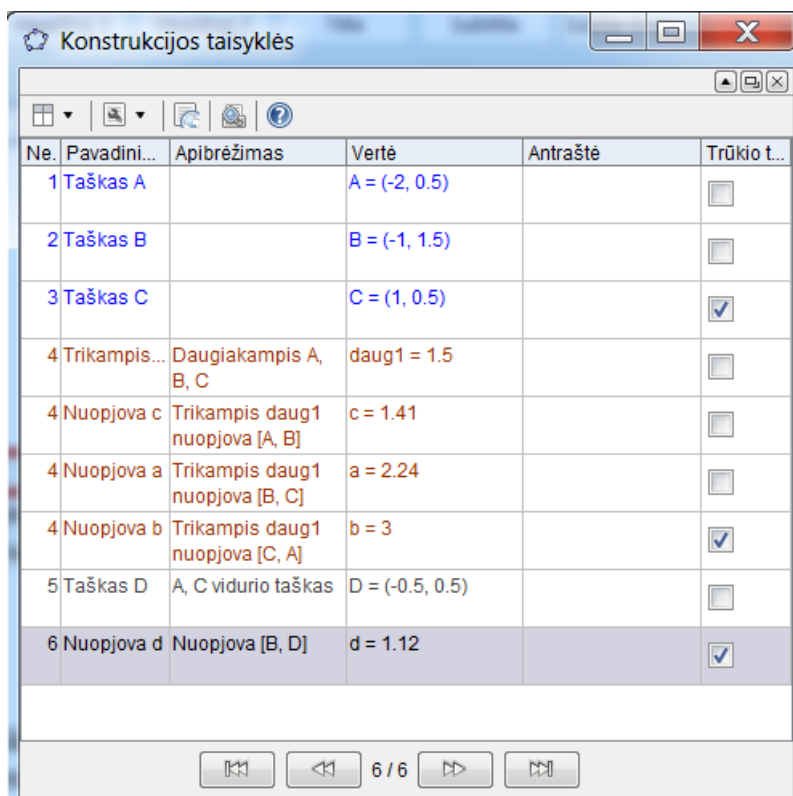 Konstrukcijos taisyklės
Ne. Pavadini... Apibrėžimas Vertė Antraštė Trūkio t...
1 Taškas A A = (-2, 0.5)
2 Taškas B B = (-1, 1.5)
3 Taškas C C = (1, 0.5)
4 Trikampis... Daugiakampis A, daug1 = 1.5
B, C
4 Nuopjova c Trikampis daug1 c = 1.41
nuopjova [A, B]
4 Nuopjova a Trikampis daug1 a = 2.24
nuopjova [B, C]
4 Nuopjova b Trikampis daug1 b = 3
nuopjova [C, A]
5 Taškas D A, C vidurio taškas D = (-0.5, 0.5)
6 Nuopjova d Nuopjova [B, D] d = 1.12
6 / 6